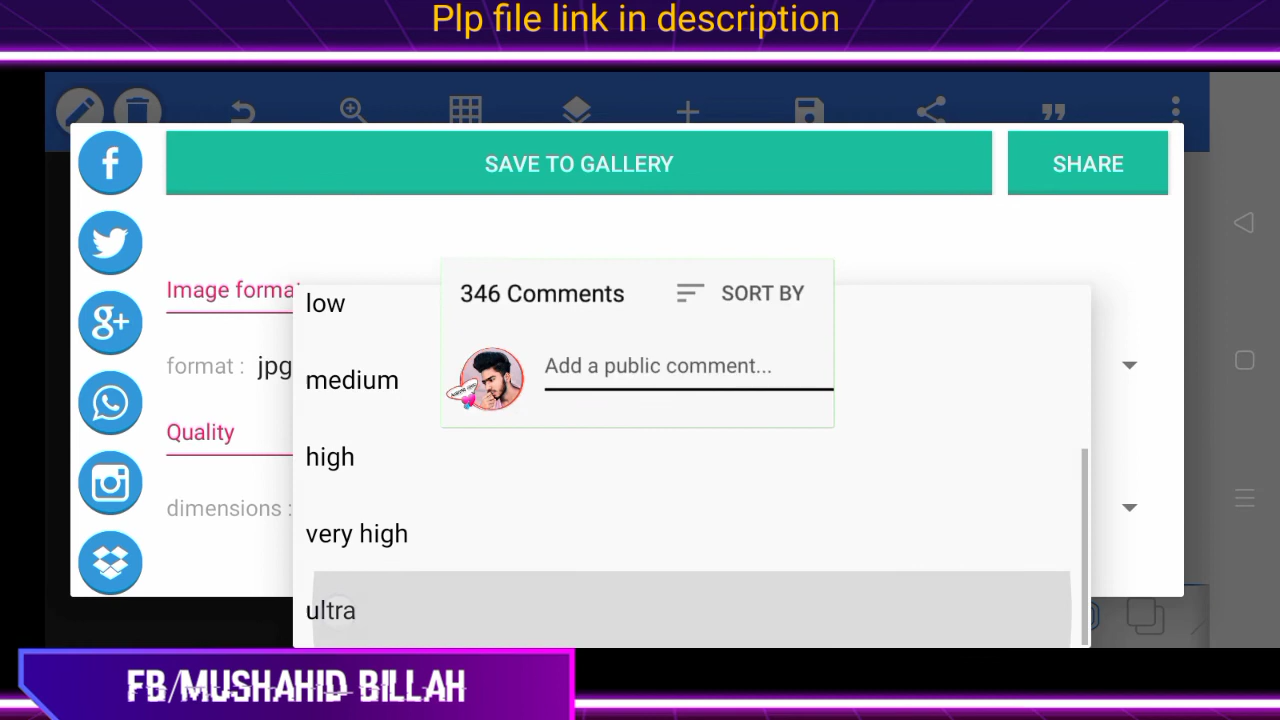 Plp file link in description
SAVE TO GALLERY
SHARE
Image forma
format :
jpg
Quality
dimensions :
low
medium
high
very high
ultra
346 Comments
SORT BY
Add a public comment...
FB/MUSHAHID BILLAH